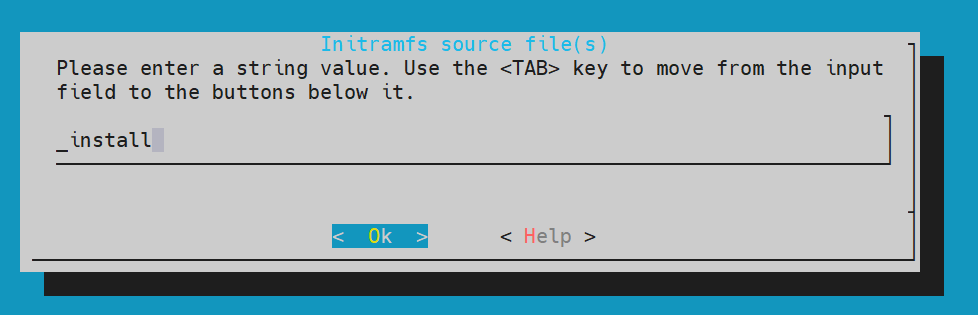 Initramfs source file(s)
Please enter a string value. Use the <TAB> key to move from the input
field to the buttons below it.
_install
< Ok > < Help >